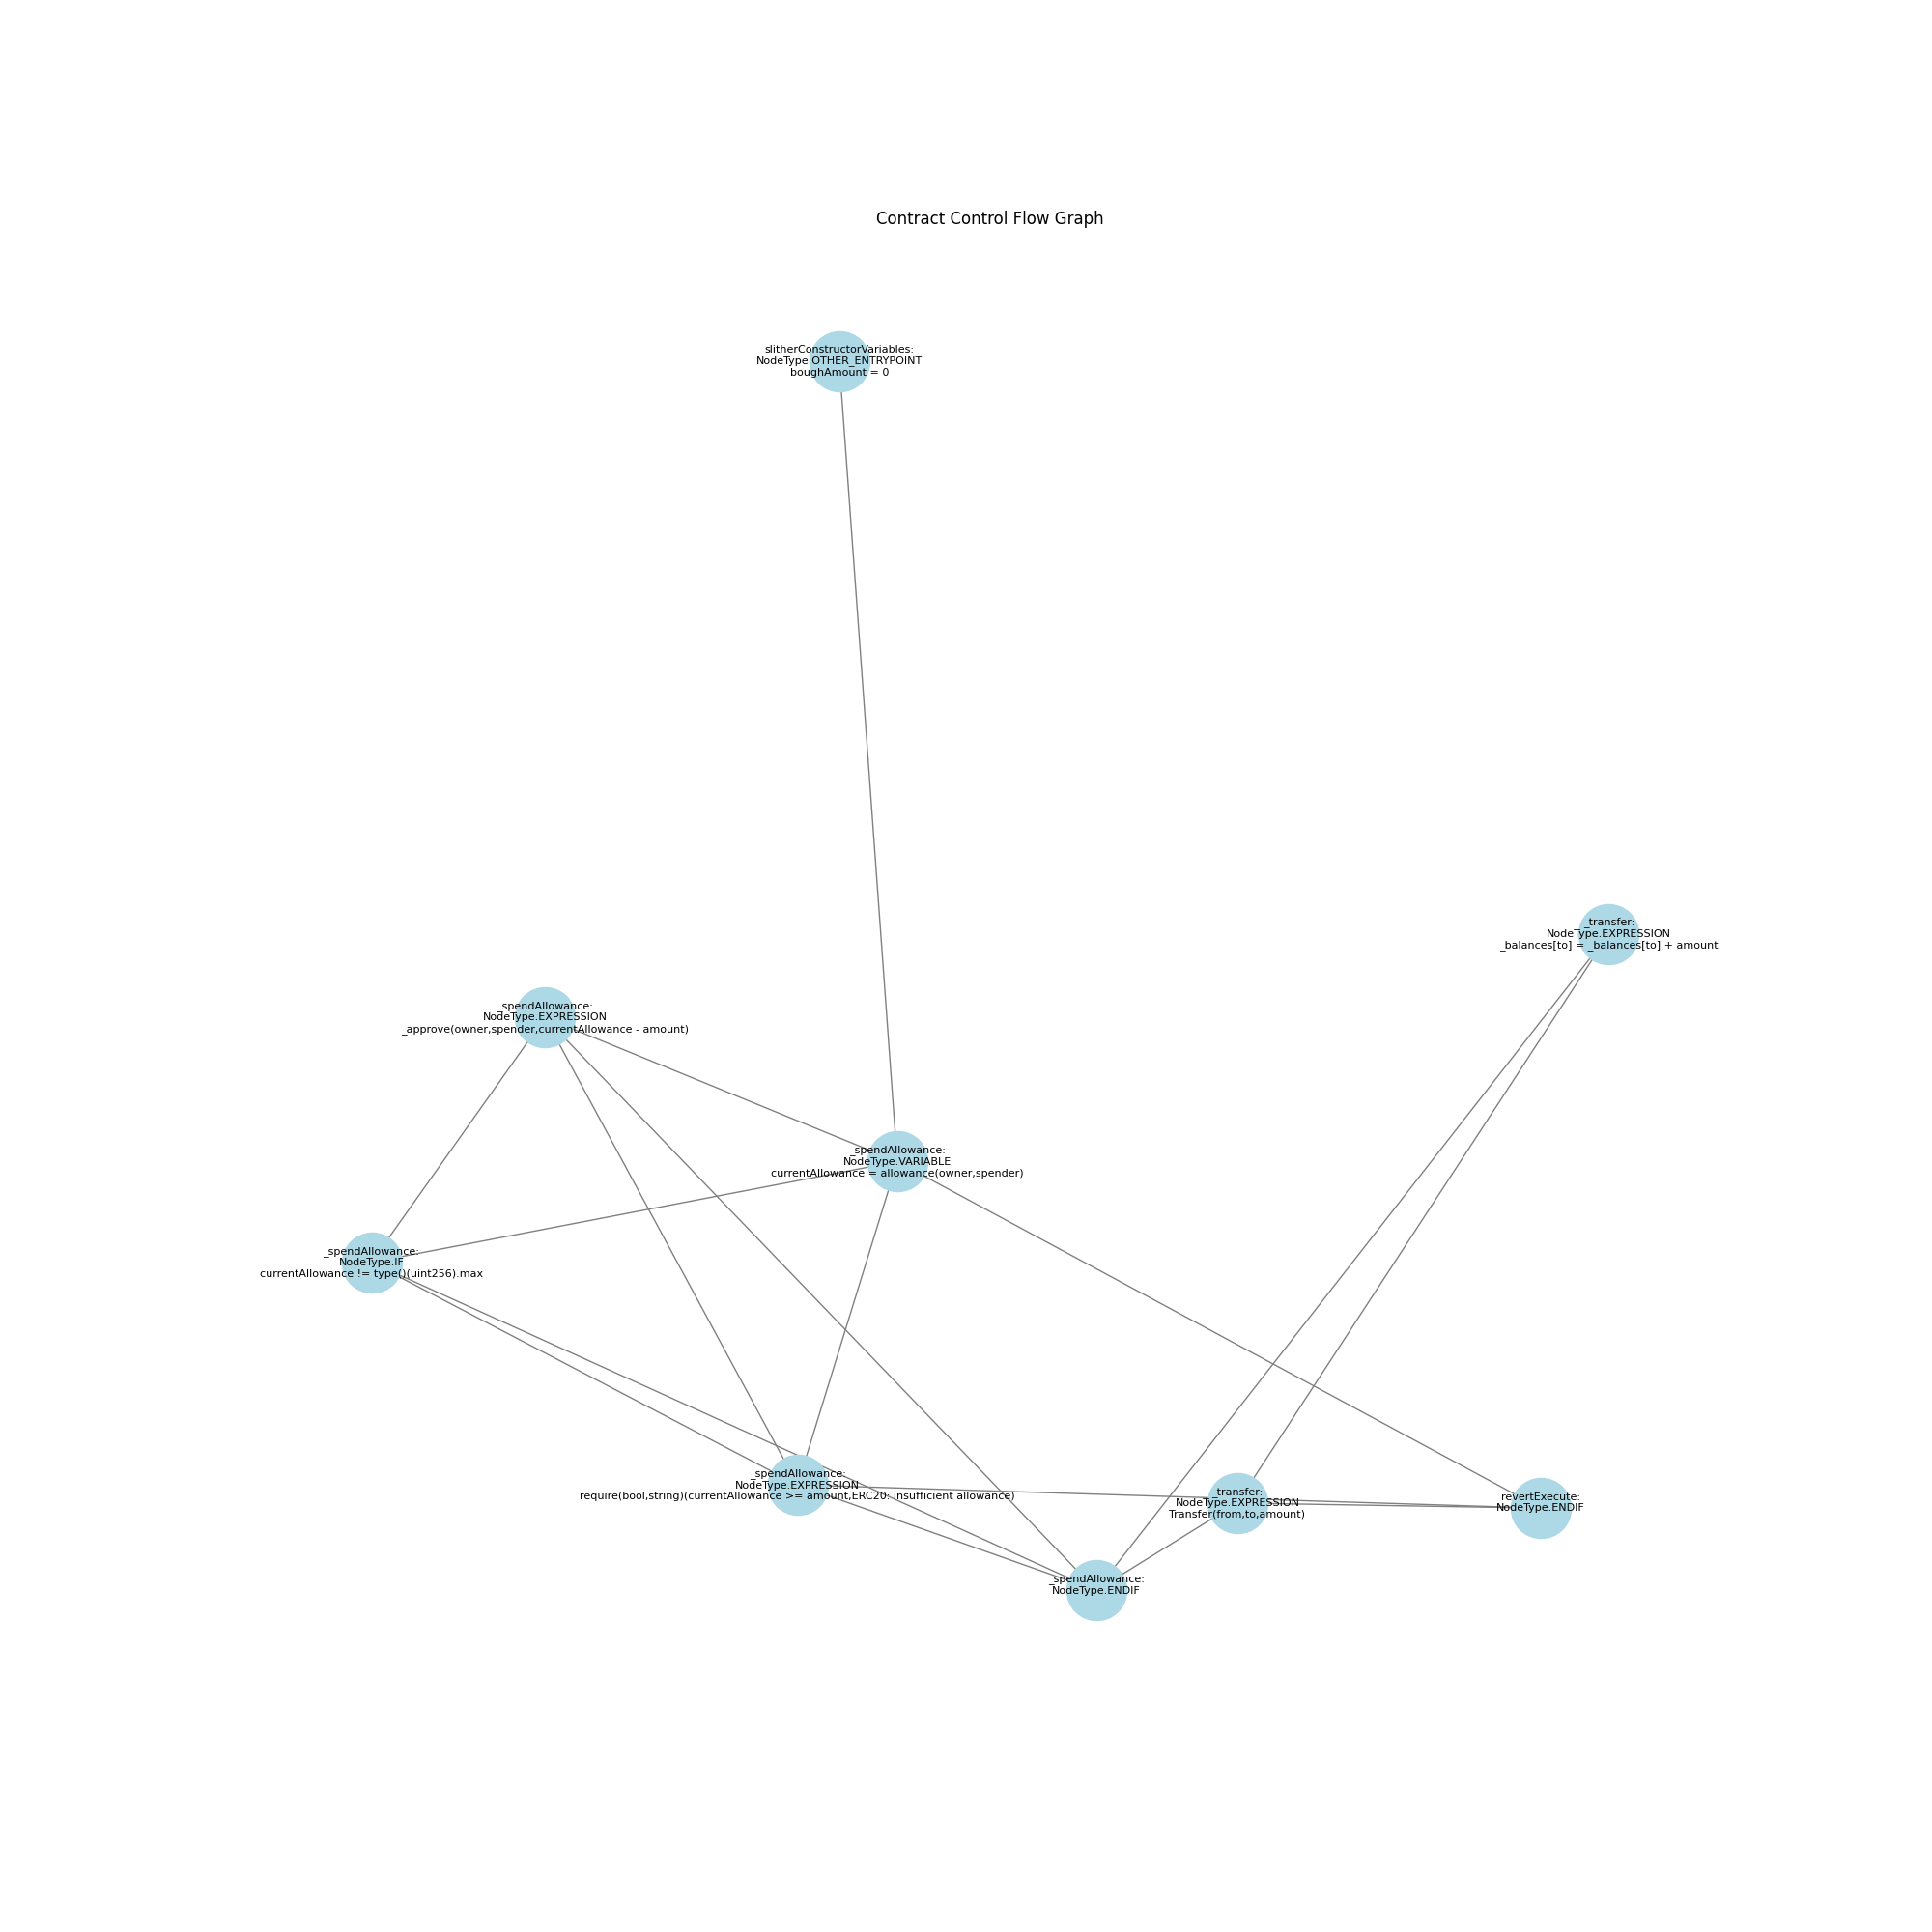 Contract Control Flow Graph
slitherConstructorVariables:
NodeType.OTHER_ENTRYPOINT
boughAmount = 0
_transfer:
NodeType.EXPRESSION
_balances[to] = _balances[to] + amount
_spendAllowance:
NodeType.EXPRESSION
_approve(owner,spender,currentAllowance - amount)
_spendAllowance:
NodeType.VARIABLE
currentAllowance = allowance(owner,spender)
_spendAllowance:
NodeType.IF
currentAllowance != type()(uint256).max
_spendAllowance:
NodeType.EXPRESSION
require(bool,string)(currentAllowance >= amount,ERC20: insufficient allowance)
_transfer:
NodeType.EXPRESSION
Transfer(from,to,amount)
revertExecute:
NodeType.ENDIF
_spendAllowance:
NodeType.ENDIF